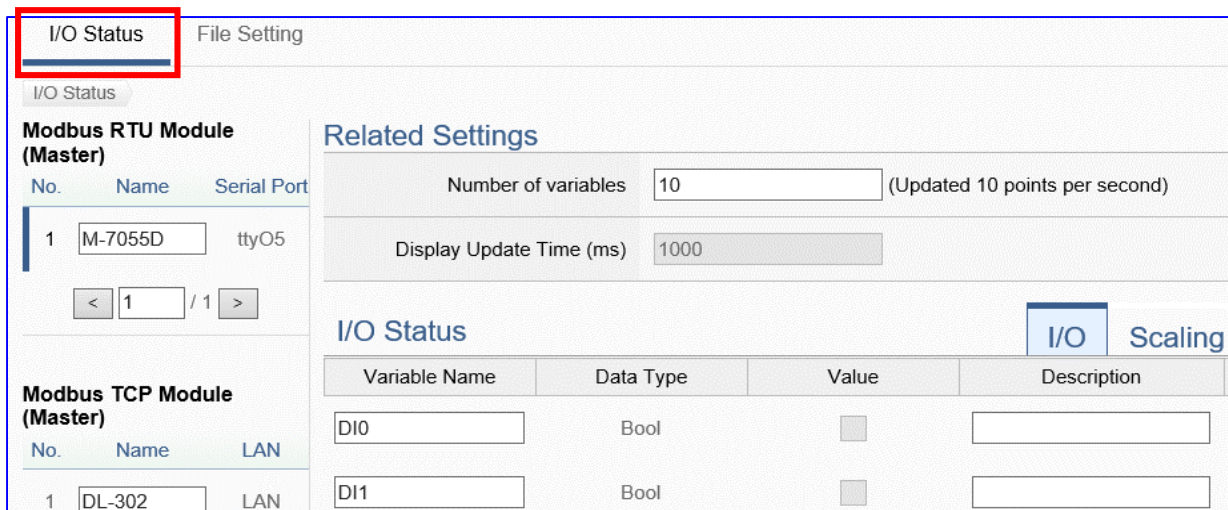 I/O Status File Setting
I/O Status
Modbus RTU Module
(Master)
No. Name Serial Port
1 M-7055D ttyO5
< 1 / 1 >
Modbus TCP Module
(Master)
No. Name LAN
1 DL-302 LAN
Related Settings
Number of variables 10 (Updated 10 points per second)
Display Update Time (ms) 1000
I/O Status I/O Scaling
Variable Name Data Type Value Description
DI0 Bool
DI1 Bool